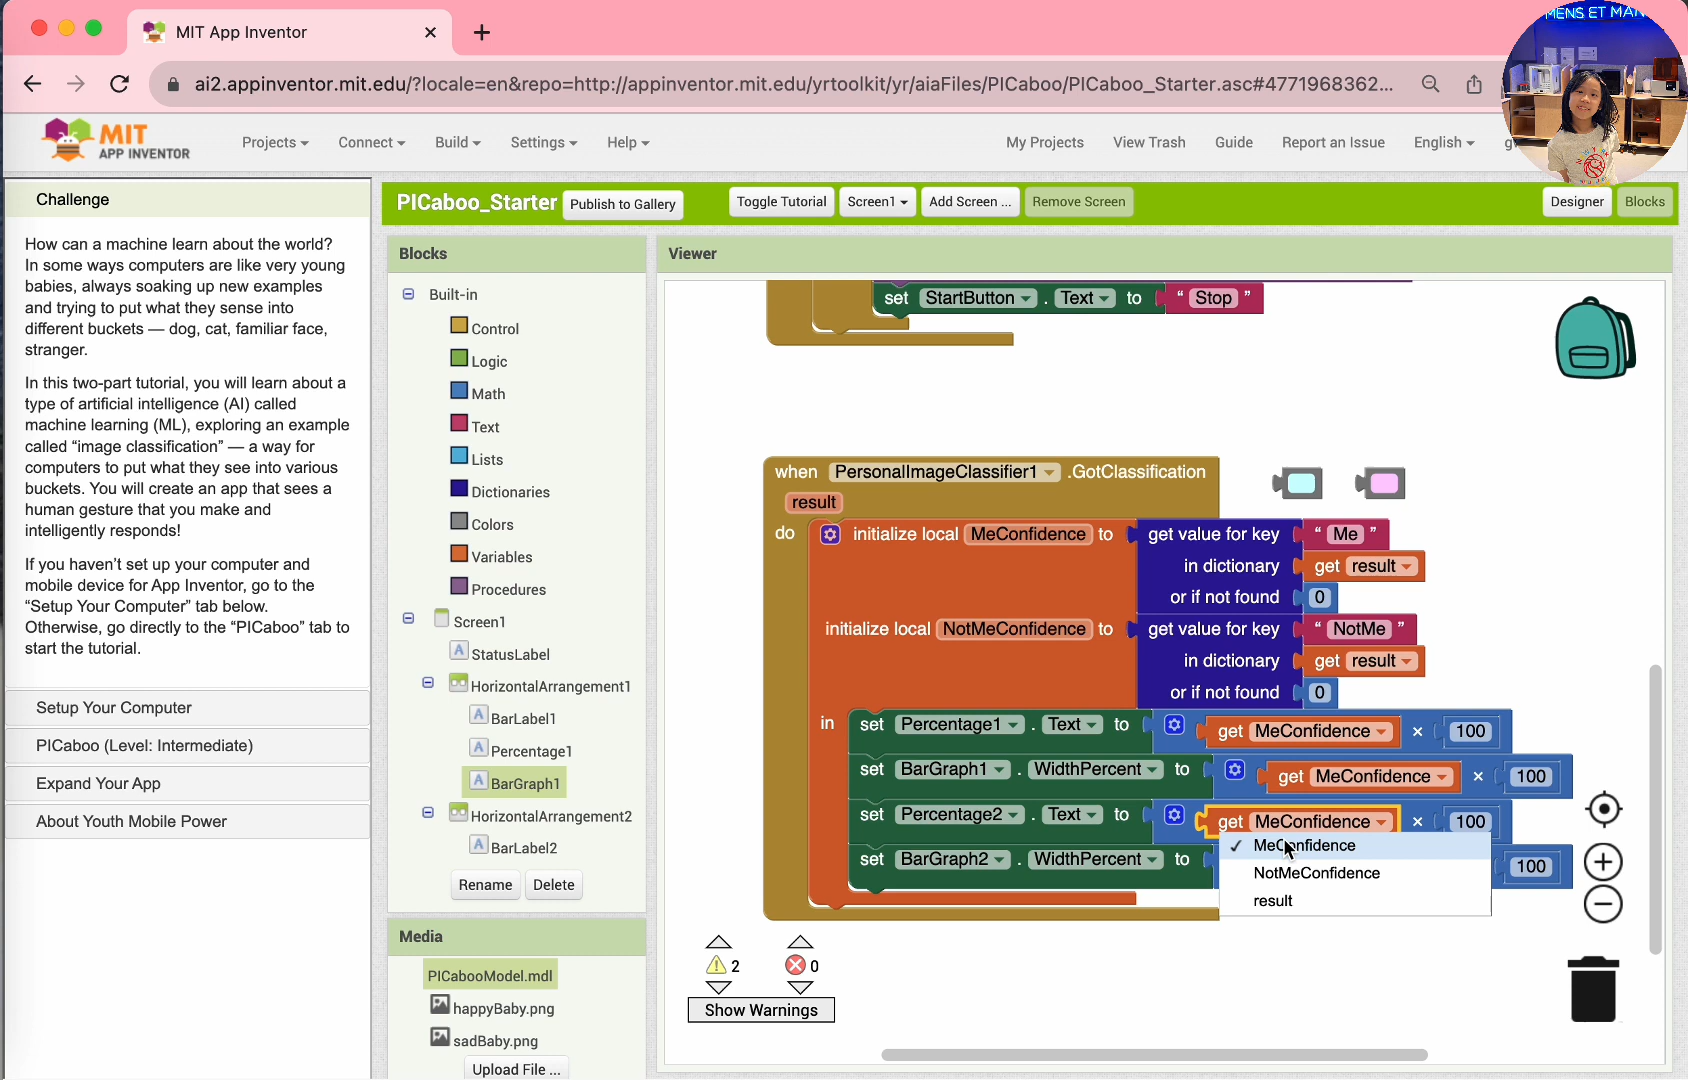 MENS ET MAN
MIT App Inventor
ai2.appinventor.mit.edu/?locale=en&repo=http://appinventor.mit.edu/yrtoolkit/yr/aiaFiles/PICaboo/PICaboo_Starter.asc#4771968362...
MIT
APP INVENTOR
Projects
Connect
Build
Settings
Help
My Projects
View Trash
Guide
Report an Issue
English
Challenge
How can a machine learn about the world?
In some ways computers are like very young
babies, always soaking up new examples
and trying to put what they sense into
different buckets — dog, cat, familiar face,
stranger.
In this two-part tutorial, you will learn about a
type of artificial intelligence (AI) called
machine learning (ML), exploring an example
called “image classification” — a way for
computers to put what they see into various
buckets. You will create an app that sees a
human gesture that you make and
intelligently responds!
If you haven’t set up your computer and
mobile device for App Inventor, go to the
“Setup Your Computer” tab below.
Otherwise, go directly to the “PICaboo” tab to
start the tutorial.
Setup Your Computer
PICaboo (Level: Intermediate)
Expand Your App
About Youth Mobile Power
PICaboo_Starter
Publish to Gallery
Toggle Tutorial
Screen1
Add Screen ...
Remove Screen
Designer
Blocks
Blocks
Built-in
Control
Logic
Math
Text
Lists
Dictionaries
Colors
Variables
Procedures
Screen1
A StatusLabel
HorizontalArrangement1
A BarLabel1
A Percentage1
A BarGraph1
HorizontalArrangement2
A BarLabel2
Rename
Delete
Media
PICabooModel.mdl
happyBaby.png
sadBaby.png
Upload File ...
Viewer
set StartButton . Text to “ Stop ”
when PersonalImageClassifier1 .GotClassification
result
do initialize local MeConfidence to get value for key “ Me ”
in dictionary get result
or if not found 0
initialize local NotMeConfidence to get value for key “ NotMe ”
in dictionary get result
or if not found 0
in set Percentage1 . Text to get MeConfidence × 100
set BarGraph1 . WidthPercent to get MeConfidence × 100
set Percentage2 . Text to get MeConfidence × 100
set BarGraph2 . WidthPercent to 100
✓ MeConfidence
NotMeConfidence
result
2
0
Show Warnings